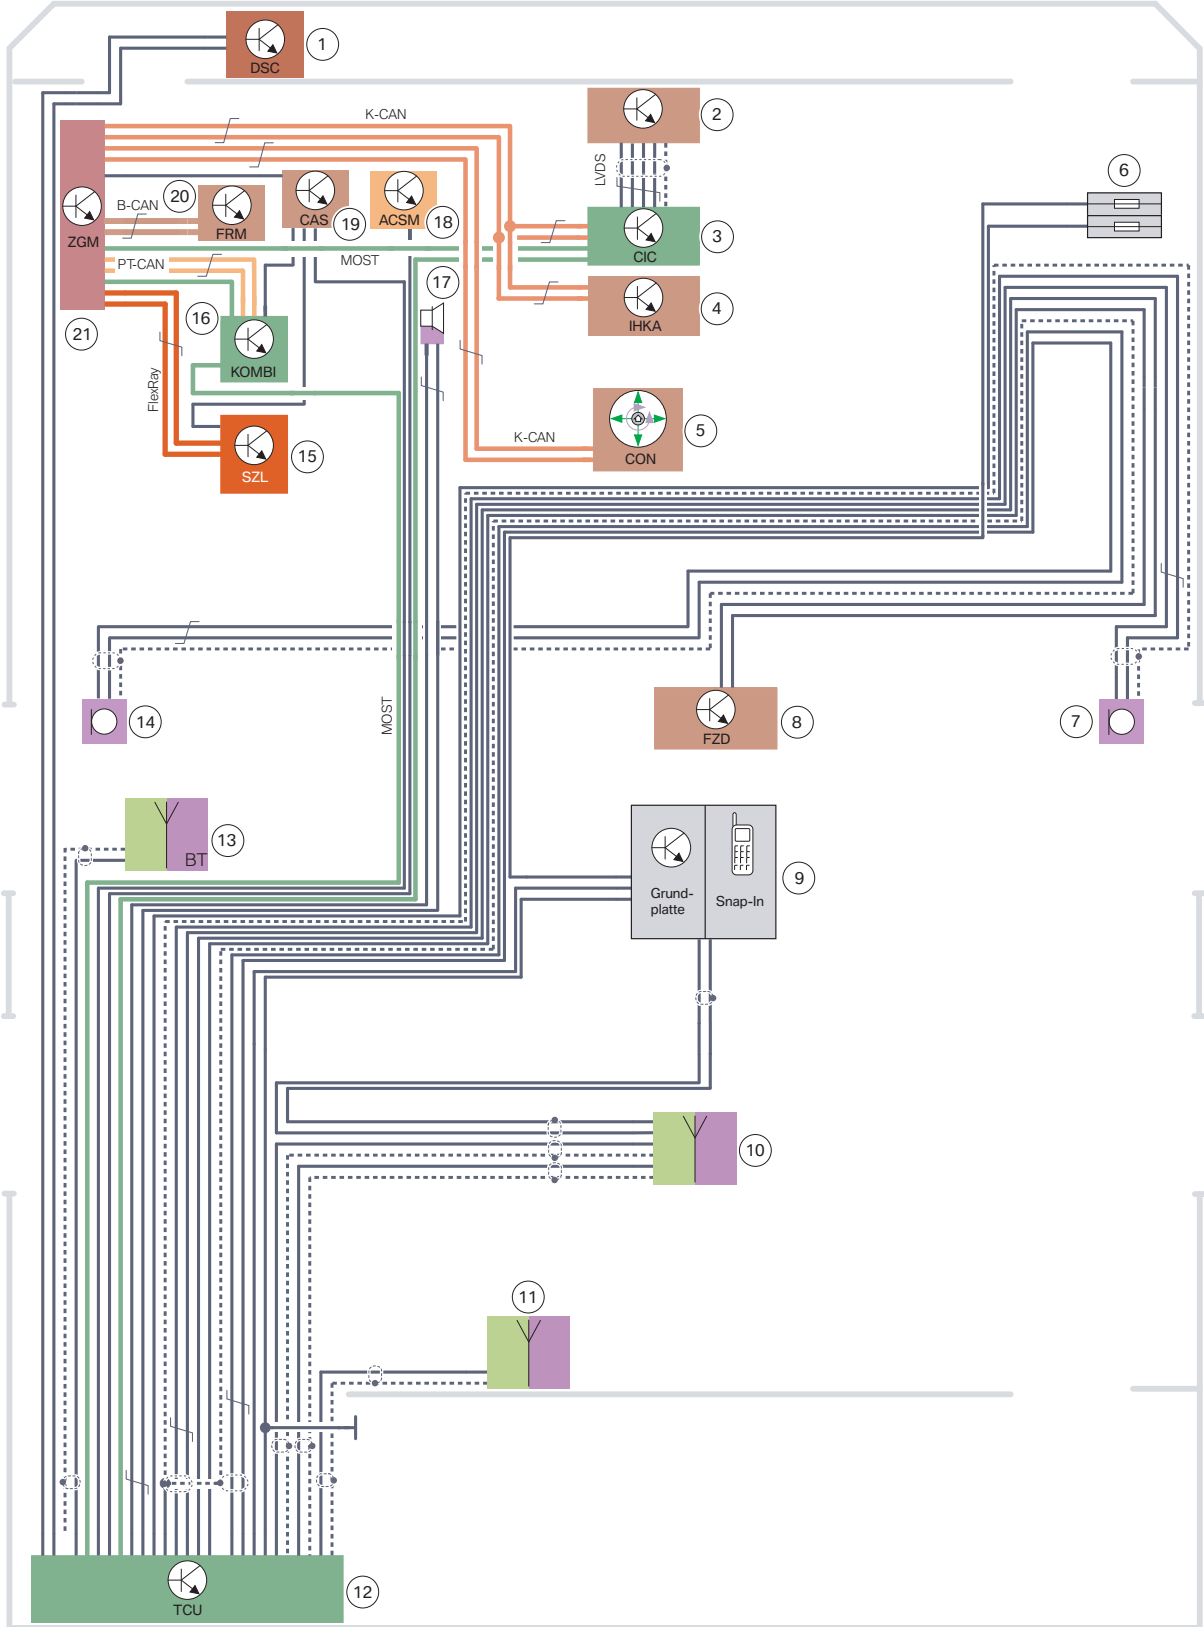 DSC
1
K-CAN
2
LVDS
6
20
B-CAN
FRM
CAS
19
ACSM
18
3
CIC
ZGM
MOST
PT-CAN
17
16
4
IHKA
21
KOMBI
FlexRay
K-CAN
CON
5
15
SZL
MOST
14
FZD
8
7
13
BT
Grund-
platte
Snap-In
9
10
11
12
TCU